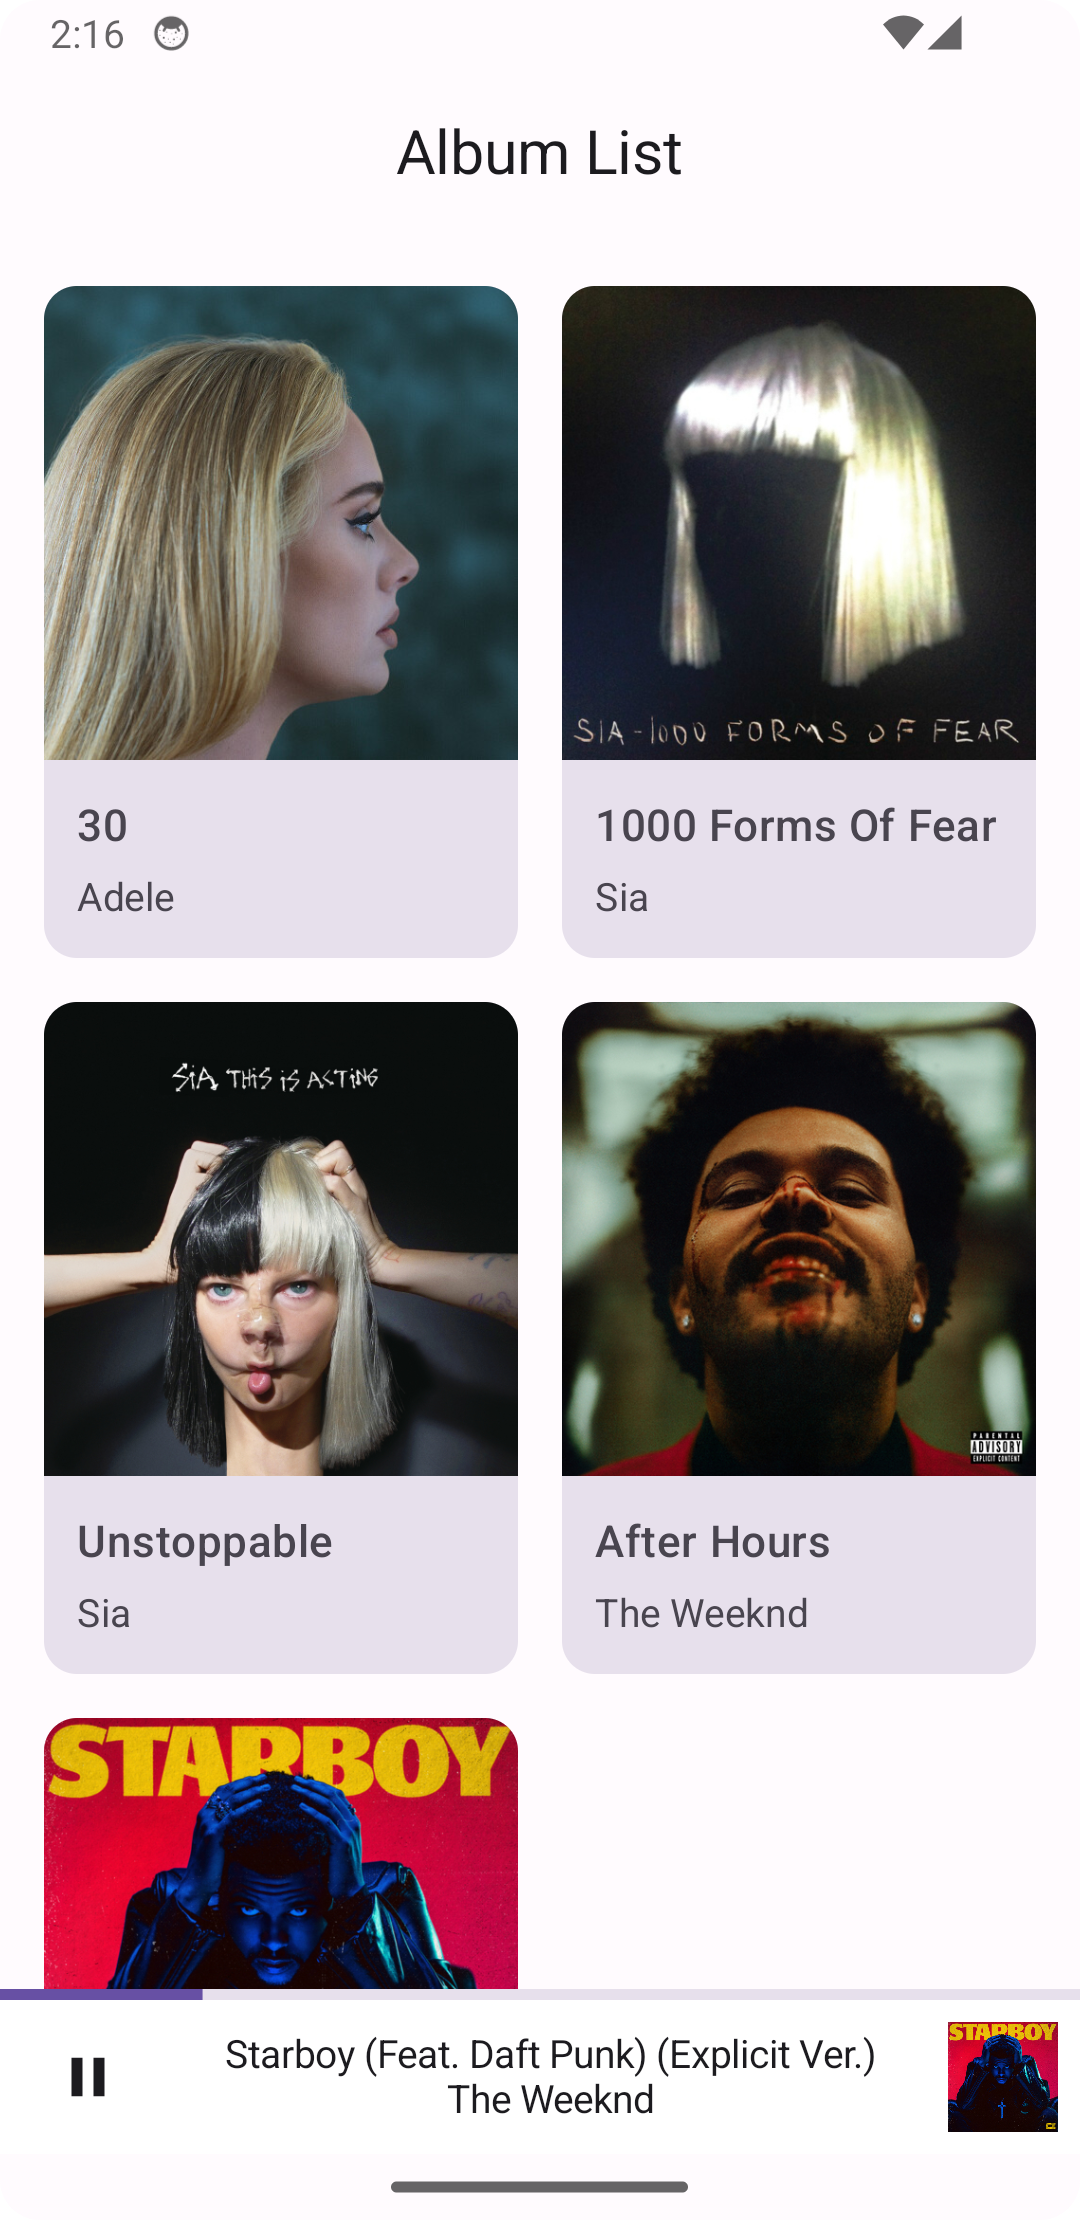 2:16
Album List
SIA - 1000 FORMS OF FEAR
30
Adele
1000 Forms Of Fear
Sia
SiA THiS iS ACTiNG
PARENTAL
ADVISORY
EXPLICIT CONTENT
Unstoppable
Sia
After Hours
The Weeknd
STARBOY
Starboy (Feat. Daft Punk) (Explicit Ver.)
The Weeknd
STARBOY